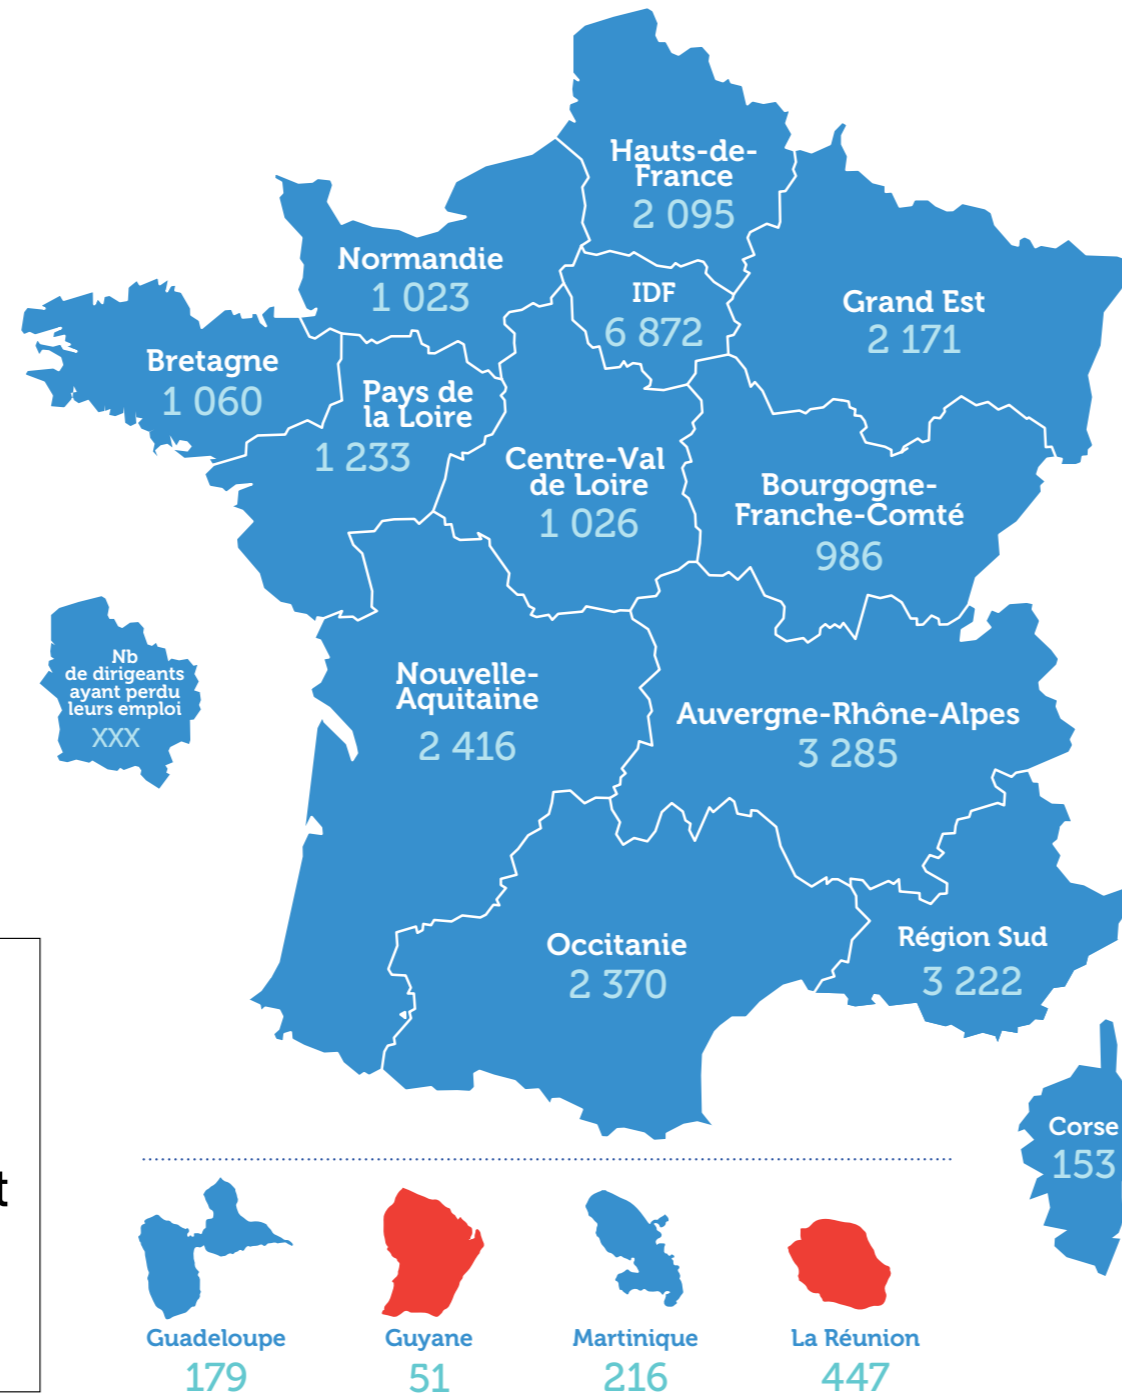 Hauts-de-
France
2 095
Normandie
1 023
IDF
6 872
Grand Est
2 171
Bretagne
1 060
Pays de
la Loire
1 233
Centre-Val
de Loire
1 026
Bourgogne-
Franche-Comté
986
Nb
de dirigeants
ayant perdu
leurs emploi
XXX
Nouvelle-
Aquitaine
2 416
Auvergne-Rhône-Alpes
3 285
Occitanie
2 370
Région Sud
3 222
Corse
153
t
Guadeloupe
179
Guyane
51
Martinique
216
La Réunion
447